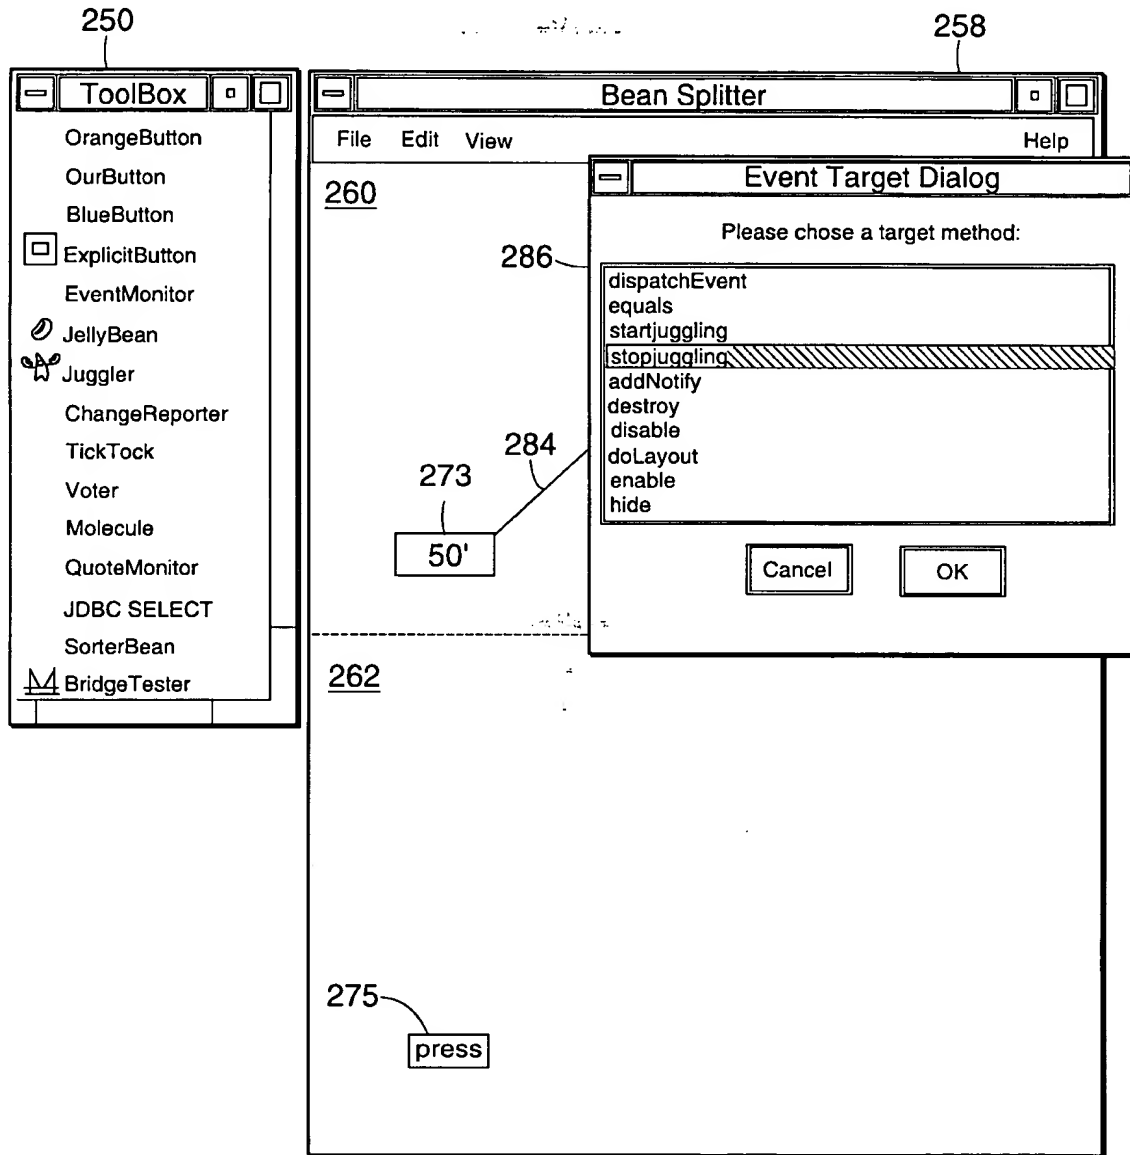 250
258
ToolBox
OrangeButton
OurButton
BlueButton
ExplicitButton
EventMonitor
JellyBean
Juggler
ChangeReporter
TickTock
Voter
Molecule
QuoteMonitor
JDBC SELECT
SorterBean
BridgeTester
Bean Splitter
File Edit View Help
260
Event Target Dialog
Please chose a target method:
286
dispatchEvent
equals
startjuggling
stopjuggling
addNotify
destroy
disable
doLayout
enable
hide
284
273
50'
Cancel OK
262
275
press